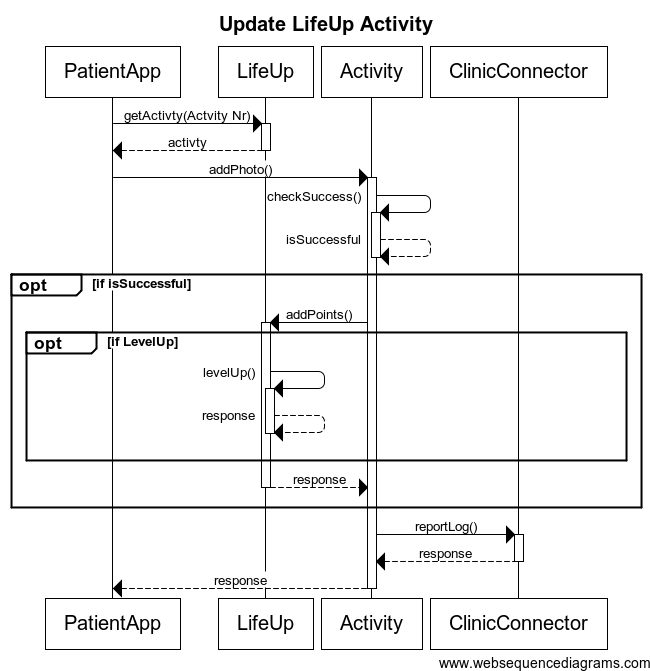 Update LifeUp Activity
PatientApp LifeUp Activity ClinicConnector
getActivty(Actvity Nr)
activty
addPhoto()
checkSuccess()
isSuccessful
opt [if isSuccessful]
addPoints()
opt [if LevelUp]
levelUp()
response
response
reportLog()
response
response
PatientApp LifeUp Activity ClinicConnector
www.websequencediagrams.com